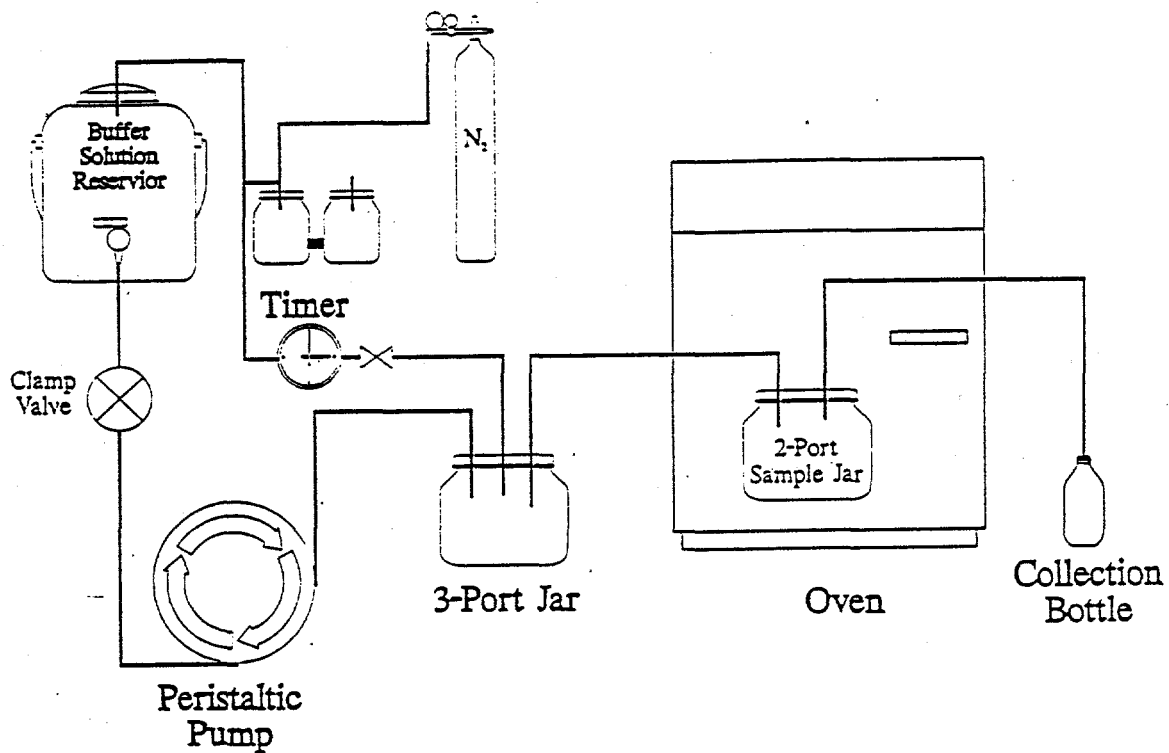 Buffer
Solution
Reservior
N₂
Timer
Clamp
Valve
2-Port
Sample Jar
3-Port Jar
Oven
Collection
Bottle
Peristaltic
Pump